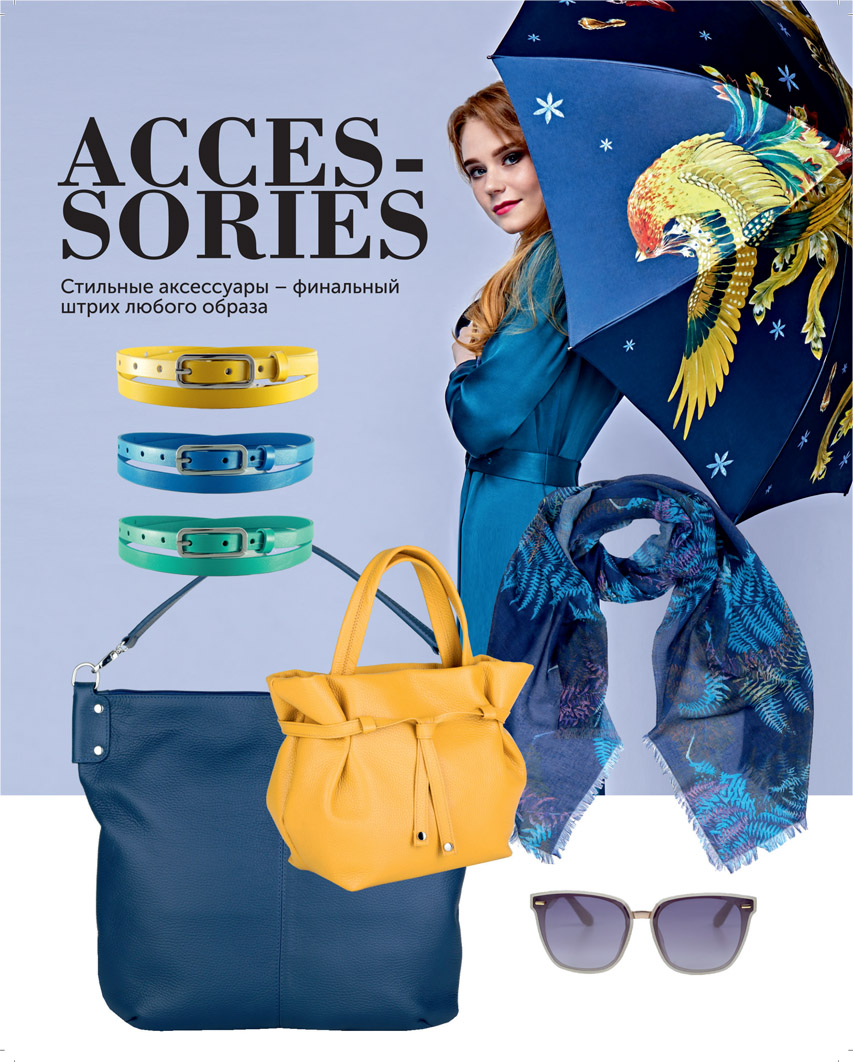 ACCES-
SORIES
Стильные аксессуары – финальный
штрих любого образа